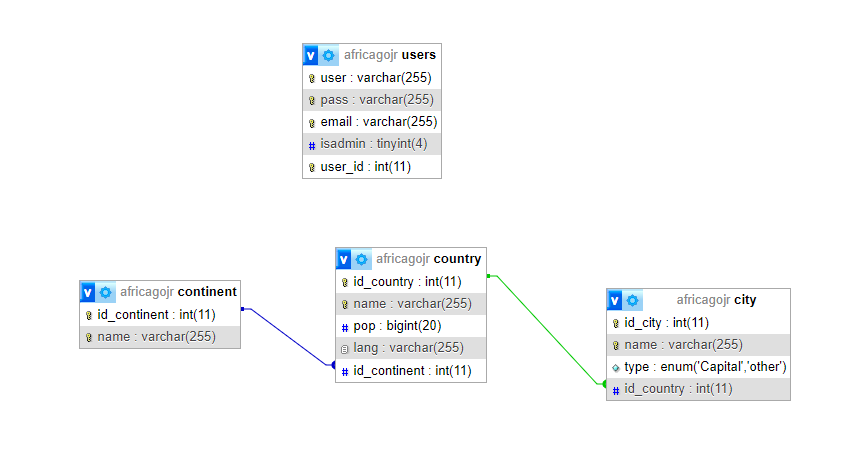 v africagojr users
user : varchar(255)
pass : varchar(255)
email : varchar(255)
# isadmin : tinyint(4)
user_id : int(11)
v africagojr country
id_country : int(11)
name : varchar(255)
# pop : bigint(20)
lang : varchar(255)
# id_continent : int(11)
v africagojr continent
id_continent : int(11)
name : varchar(255)
v africagojr city
id_city : int(11)
name : varchar(255)
type : enum('Capital','other')
# id_country : int(11)